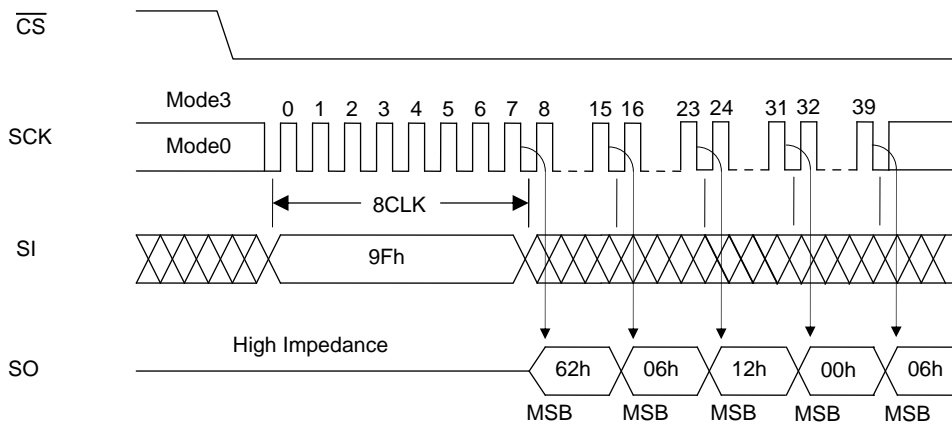 CS
Mode3
0 1 2 3 4 5 6 7 8 15 16 23 24 31 32 39
SCK
Mode0
8CLK
SI
9Fh
High Impedance
SO
62h 06h 12h 00h 06h
MSB MSB MSB MSB MSB